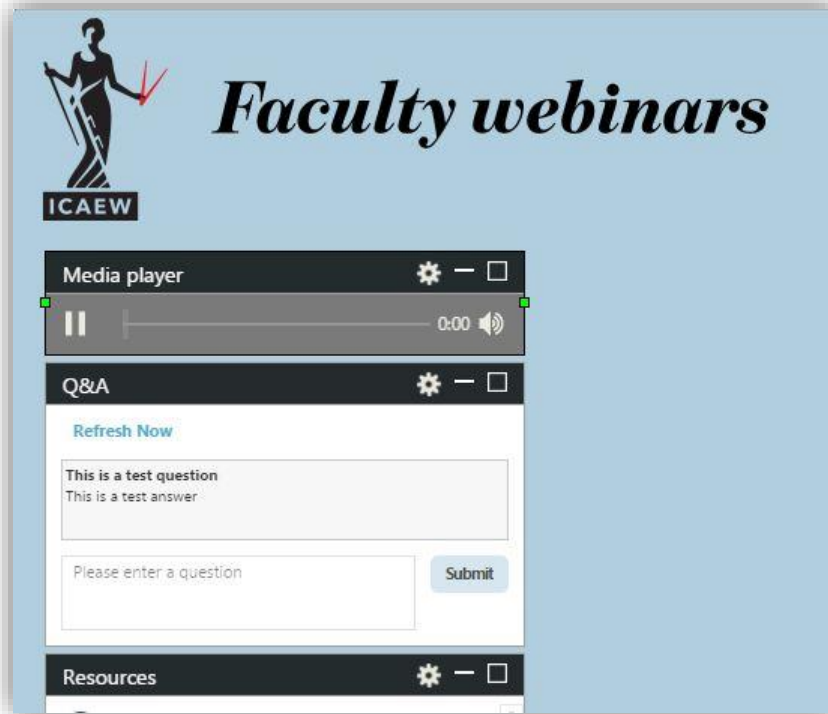 Faculty webinars
ICAEW
Media player
0:00
Q&A
Refresh Now
This is a test question
This is a test answer
Please enter a question
Submit
Resources